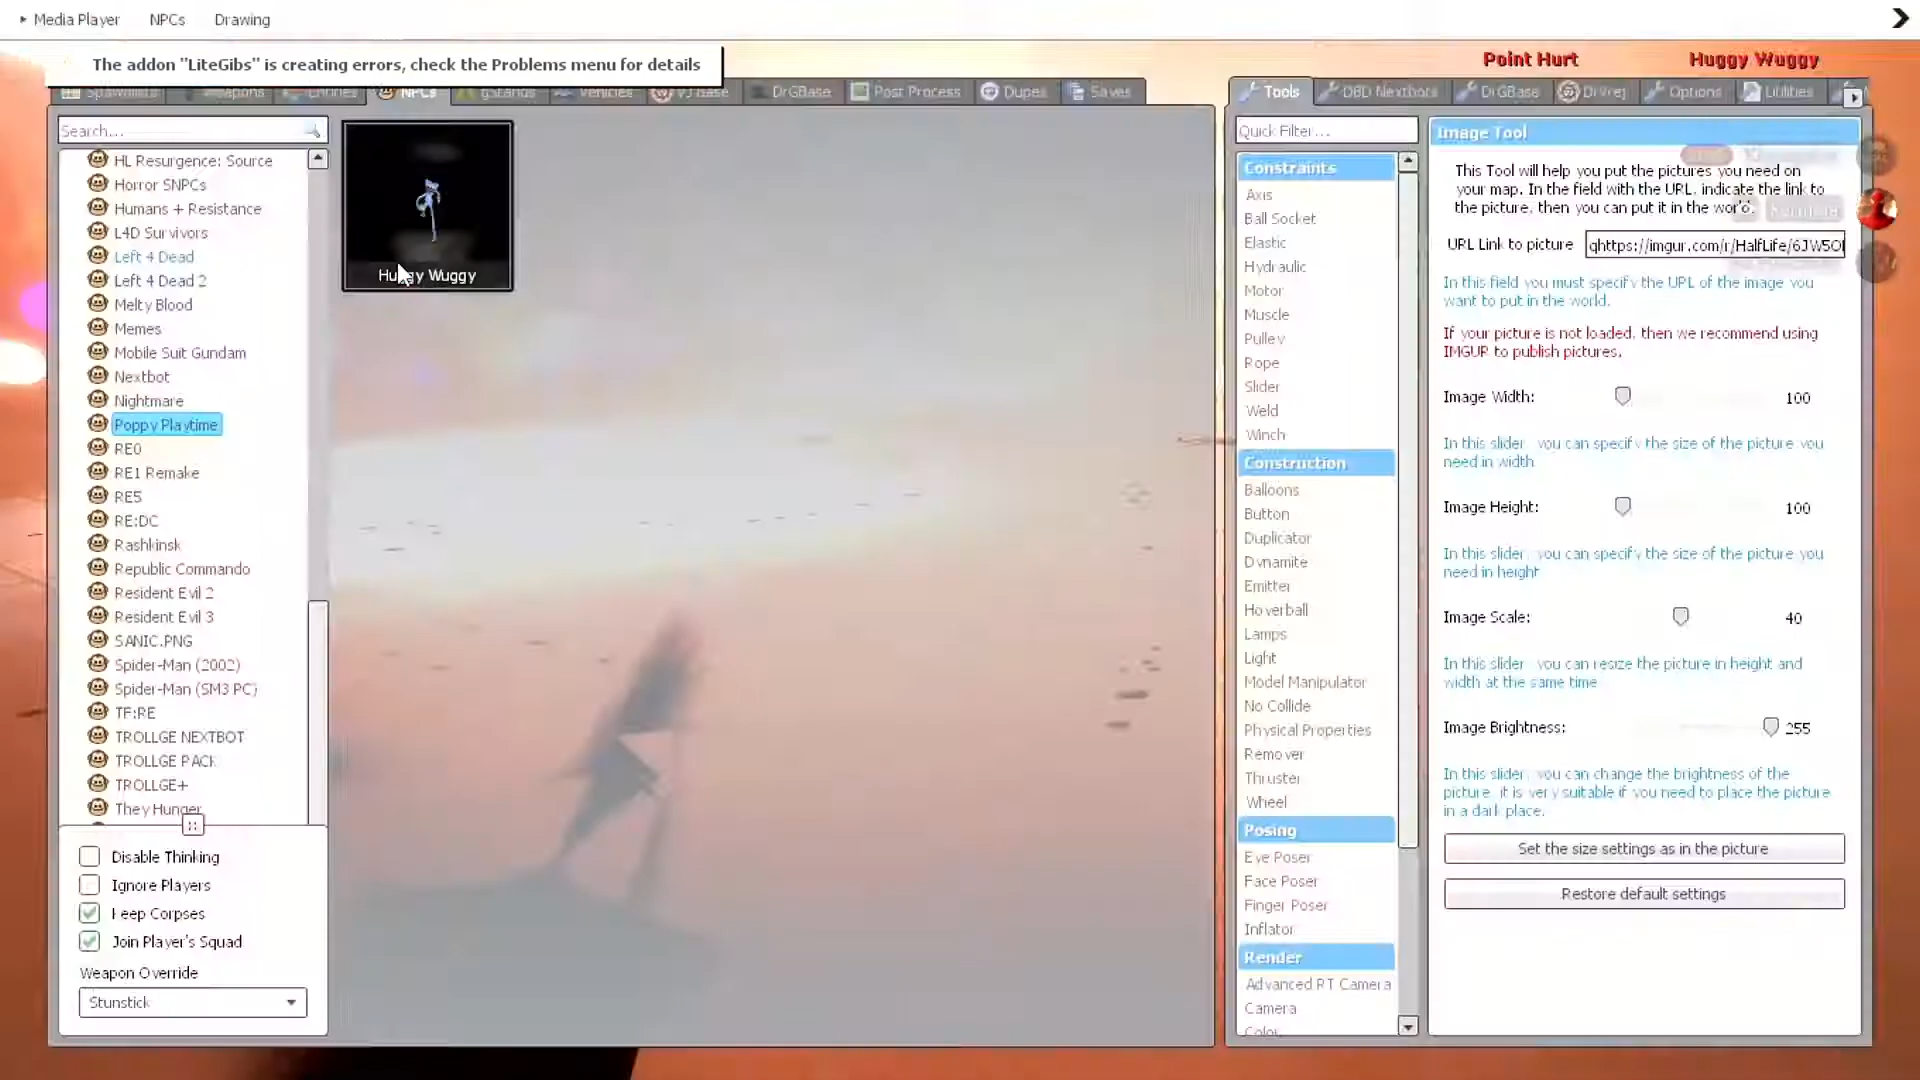 Media Player NPCs Drawing
The addon "LiteGibs" is creating errors, check the Problems menu for details
Point Hurt Huggy Wuggy
NPCs Vehicles DrGBase Post Process Dupes Saves
Tools DBD Nextbots DrGBase Options Utilities
Search...
HL Resurgence: Source
Horror SNPCs
Humans + Resistance
L4D Survivors
Left 4 Dead
Left 4 Dead 2
Melty Blood
Memes
Mobile Suit Gundam
Nextbot
Nightmare
Poppy Playtime
RE0
RE1 Remake
RE5
RE:DC
Rashkinsk
Republic Commando
Resident Evil 2
Resident Evil 3
SANIC.PNG
Spider-Man (2002)
Spider-Man (SM3 PC)
TF:RE
TROLLGE NEXTBOT
TROLLGE PACK
TROLLGE+
They Hunger
Disable Thinking
Ignore Players
Keep Corpses
Join Player's Squad
Weapon Override
Stunstick
Huggy Wuggy
Quick Filter...
Constraints
Axis
Ball Socket
Elastic
Hydraulic
Motor
Muscle
Pulley
Rope
Slider
Weld
Winch
Construction
Balloons
Button
Duplicator
Dynamite
Emitter
Hoverball
Lamps
Light
Model Manipulator
No Collide
Physical Properties
Remover
Thruster
Wheel
Posing
Eye Poser
Face Poser
Finger Poser
Inflator
Render
Advanced RT Camera
Camera
Color
Image Tool
This Tool will help you put the pictures you need on
your map. In the field with the URL, indicate the link to
the picture, then you can put it in the world.
URL Link to picture qhttps://imgur.com/r/HalfLife/6JW5O
In this field you must specify the URL of the image you
want to put in the world.
If your picture is not loaded, then we recommend using
IMGUR to publish pictures.
Image Width: 100
In this slider, you can specify the size of the picture you
need in width
Image Height: 100
In this slider, you can specify the size of the picture you
need in height
Image Scale: 40
In this slider, you can resize the picture in height and
width at the same time
Image Brightness: 255
In this slider, you can change the brightness of the
picture, it is very suitable if you need to place the picture
in a dark place.
Set the size settings as in the picture
Restore default settings